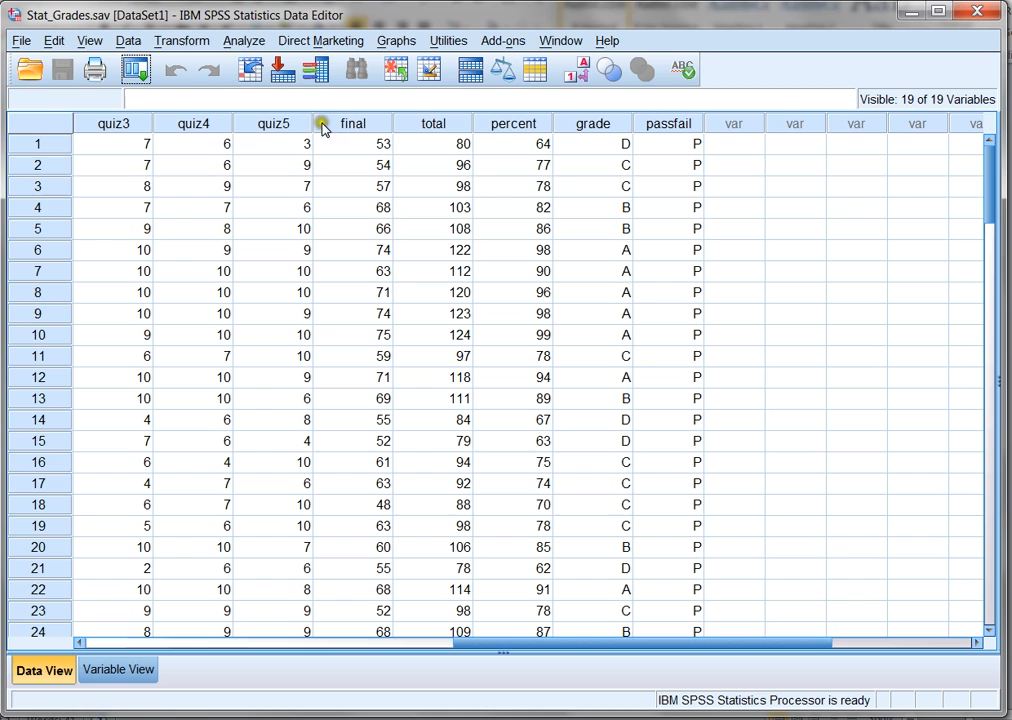 Stat_Grades.sav [DataSet1] - IBM SPSS Statistics Data Editor
File Edit View Data Transform Analyze Direct Marketing Graphs Utilities Add-ons Window Help
Visible: 19 of 19 Variables
quiz3 quiz4 quiz5 final total percent grade passfail var var var var va
1 7 6 3 53 80 64 D P
2 7 6 9 54 96 77 C P
3 8 9 7 57 98 78 C P
4 7 7 6 68 103 82 B P
5 9 8 10 66 108 86 B P
6 10 9 9 74 122 98 A P
7 10 10 10 63 112 90 A P
8 10 10 10 71 120 96 A P
9 10 10 9 74 123 98 A P
10 9 10 10 75 124 99 A P
11 6 7 10 59 97 78 C P
12 10 10 9 71 118 94 A P
13 10 10 6 69 111 89 B P
14 4 6 8 55 84 67 D P
15 7 6 4 52 79 63 D P
16 6 4 10 61 94 75 C P
17 4 7 6 63 92 74 C P
18 6 7 10 48 88 70 C P
19 5 6 10 63 98 78 C P
20 10 10 7 60 106 85 B P
21 2 6 6 55 78 62 D P
22 10 10 8 68 114 91 A P
23 9 9 9 52 98 78 C P
24 8 9 9 68 109 87 B P
Data View Variable View
IBM SPSS Statistics Processor is ready